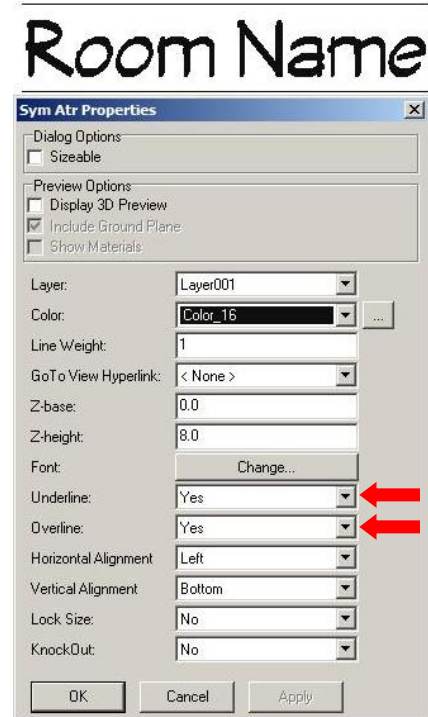 Room Name
Sym Atr Properties
Dialog Options
Sizeable
Preview Options
Display 3D Preview
Include Ground Plane
Show Materials
Layer: Layer001
Color: Color_16 ...
Line Weight: 1
GoTo View Hyperlink: < None >
Z-base: 0.0
Z-height: 8.0
Font: Change...
Underline: Yes
Overline: Yes
Horizontal Alignment Left
Vertical Alignment Bottom
Lock Size: No
KnockOut: No
OK Cancel Apply